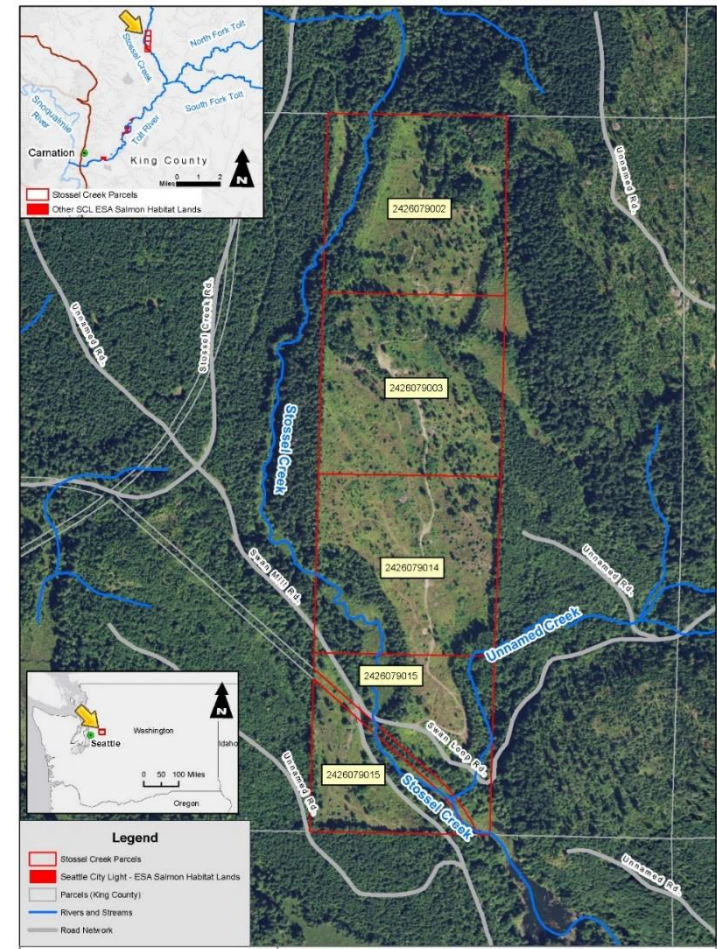 Stossel Creek
North Fork Tolt
South Fork Tolt
Snoqualmie
River
Tolt River
Carnation
King County
0 1 2
Miles
N
Stossel Creek Parcels
Other SCL ESA Salmon Habitat Lands
Unnamed Rd.
2426079002
Unnamed Rd.
Stossel Creek Rd.
2426079003
Stossel Creek
Swan Mill Rd.
2426079014
Unnamed Rd.
Unnamed Creek
2426079015
Swan Loop Rd.
2426079015
Stossel Creek
Unnamed Rd.
Unnamed Rd.
N
Washington
Seattle
Idaho
0 50 100 Miles
Oregon
Legend
Stossel Creek Parcels
Seattle City Light - ESA Salmon Habitat Lands
Parcels (King County)
Rivers and Streams
Road Network